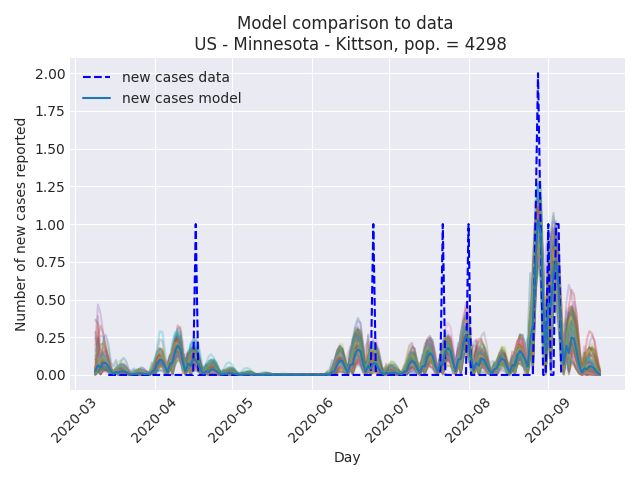 Model comparison to data
US - Minnesota - Kittson, pop. = 4298
new cases data
new cases model
Number of new cases reported
2.00
1.75
1.50
1.25
1.00
0.75
0.50
0.25
0.00
2020-03
2020-04
2020-05
2020-06
2020-07
2020-08
2020-09
Day